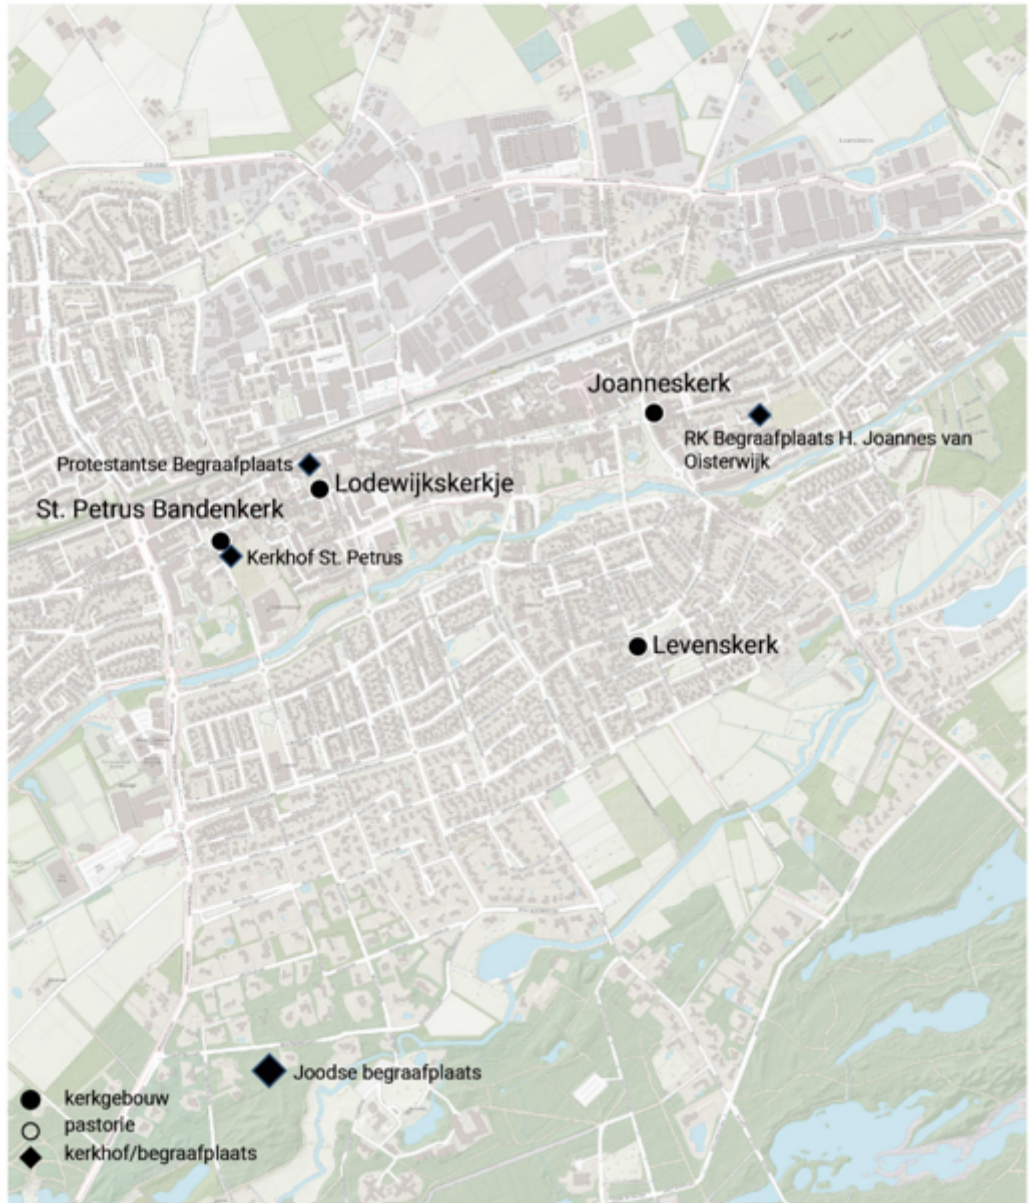 Joanneskerk
RK Begraafplaats H. Joannes van
Oisterwijk
Protestantse Begraafplaats
Lodewijkskerkje
St. Petrus Bandenkerk
Kerkhof St. Petrus
Levenskerk
Joodse begraafplaats
kerkgebouw
pastorie
kerkhof/begraafplaats